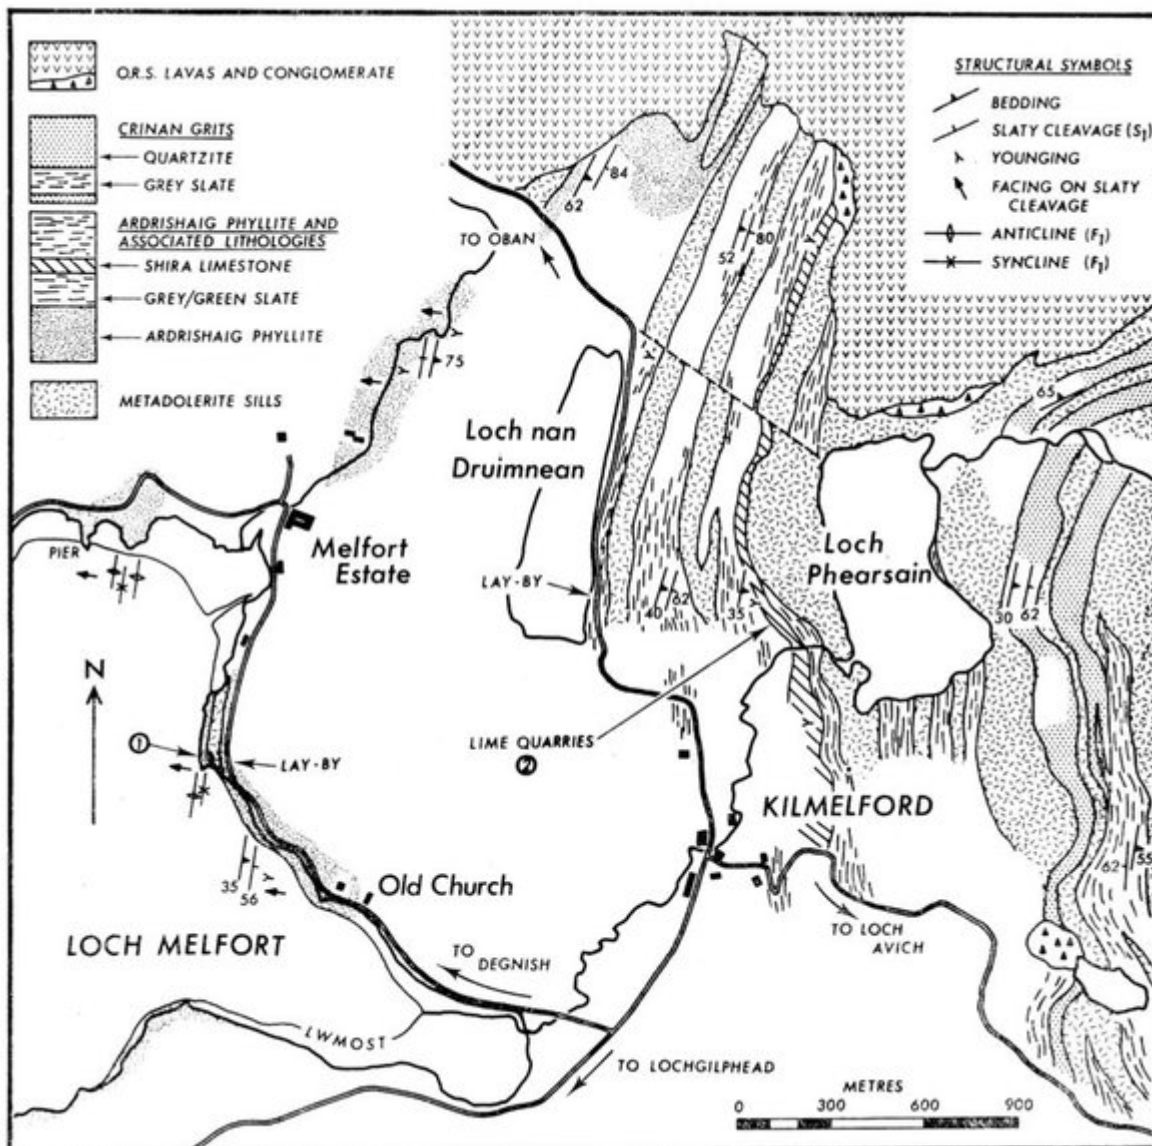 O.R.S. LAVAS AND CONGLOMERATE
CRINAN GRITS
QUARTZITE
GREY SLATE
ARDRISHAIG PHYLLITE AND
ASSOCIATED LITHOLOGIES
SHIRA LIMESTONE
GREY/GREEN SLATE
ARDRISHAIG PHYLLITE
METADOLERITE SILLS
STRUCTURAL SYMBOLS
BEDDING
SLATY CLEAVAGE (S1)
YOUNGING
FACING ON SLATY
CLEAVAGE
ANTICLINE (F1)
SYNCLINE (F1)
84
62
TO OBAN
80
52
75
65
Loch nan
Druimnean
Melfort
Estate
PIER
LAY-BY
Loch
Phearsain
40
62
35
30
62
N
1
LAY-BY
LIME QUARRIES
2
KILMELFORD
35
56
Old Church
62
55
LOCH MELFORT
TO
DEGNISH
TO LOCH
AVICH
LWMOST
TO LOCHGILPHEAD
METRES
0 300 600 900